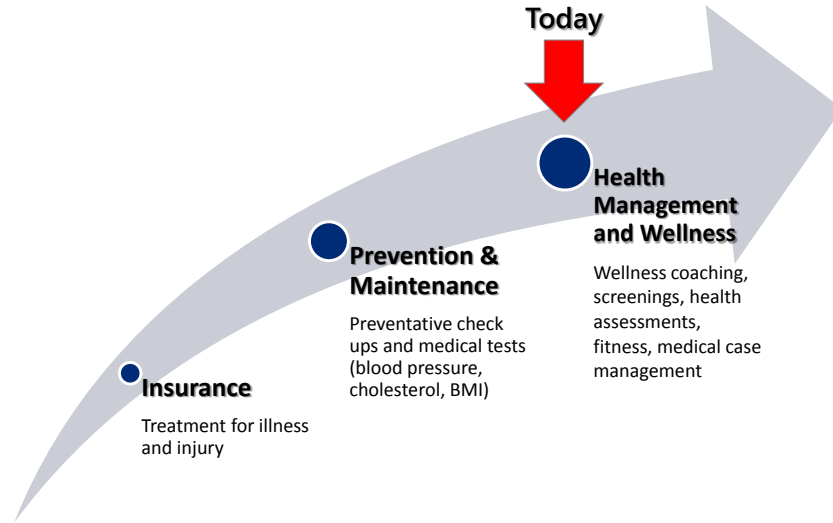 Today
Health
Management
and Wellness
Wellness coaching,
screenings, health
assessments,
fitness, medical case
management
Prevention &
Maintenance
Preventative check
ups and medical tests
(blood pressure,
cholesterol, BMI)
Insurance
Treatment for illness
and injury